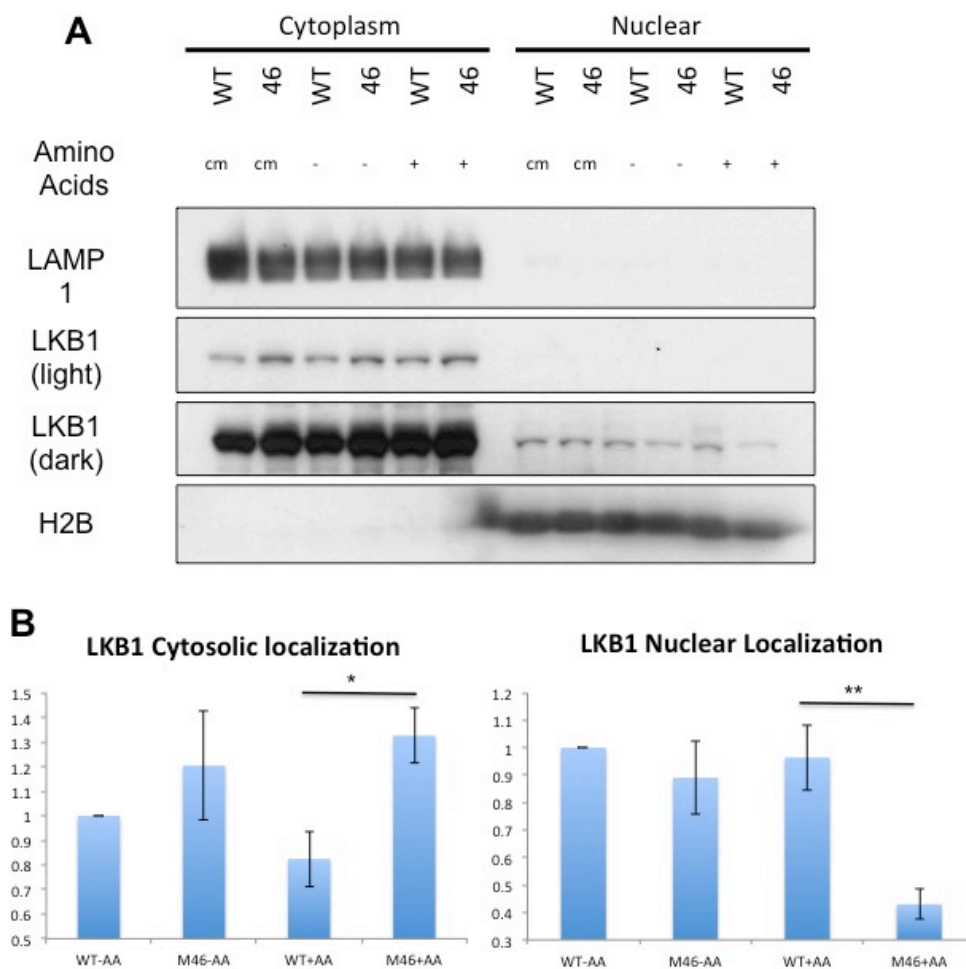 A
Cytoplasm Nuclear
WT 46 WT 46 WT 46 WT 46 WT 46 WT 46
Amino
Acids
cm cm - - + + cm cm - - + +
LAMP
1
LKB1
(light)
LKB1
(dark)
H2B
B
LKB1 Cytosolic localization
*
1.5
1.4
1.3
1.2
1.1
1
0.9
0.8
0.7
0.6
0.5
WT-AA M46-AA WT+AA M46+AA
LKB1 Nuclear Localization
**
1.2
1.1
1
0.9
0.8
0.7
0.6
0.5
0.4
0.3
WT-AA M46-AA WT+AA M46+AA